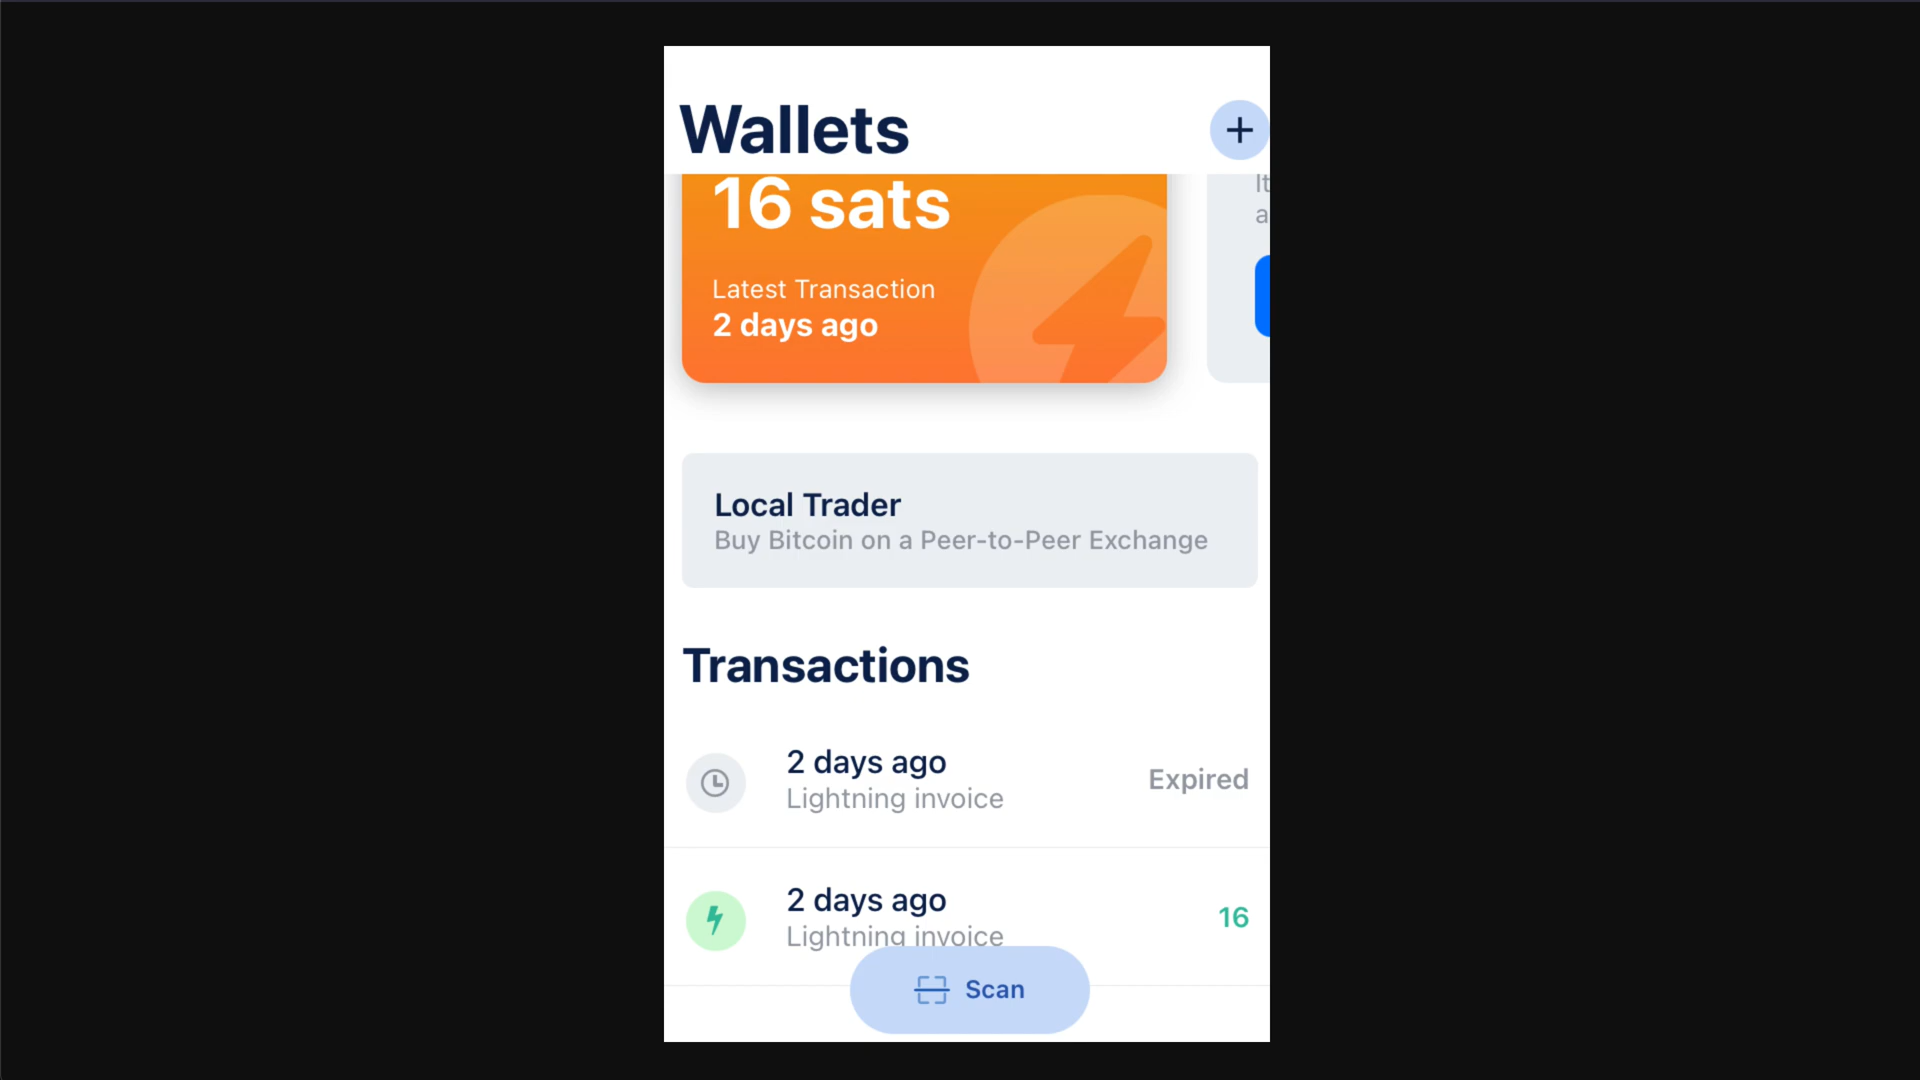 Wallets
16 sats
It
a
Latest Transaction
2 days ago
Local Trader
Buy Bitcoin on a Peer-to-Peer Exchange
Transactions
2 days ago
Lightning invoice
Expired
2 days ago
Lightning invoice
16
Scan